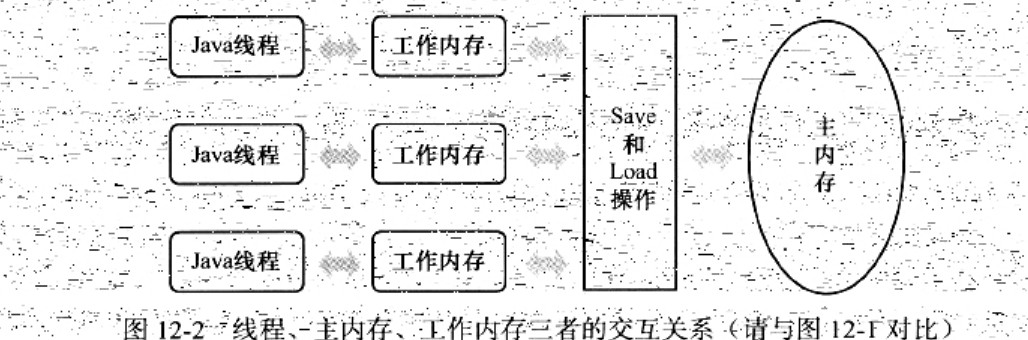 Java线程 工作内存
Java线程 工作内存
Java线程 工作内存
Save
和
Load
操作
主
内
存
图 12-2 线程、主内存、工作内存三者的交互关系（请与图 12-1 对比）